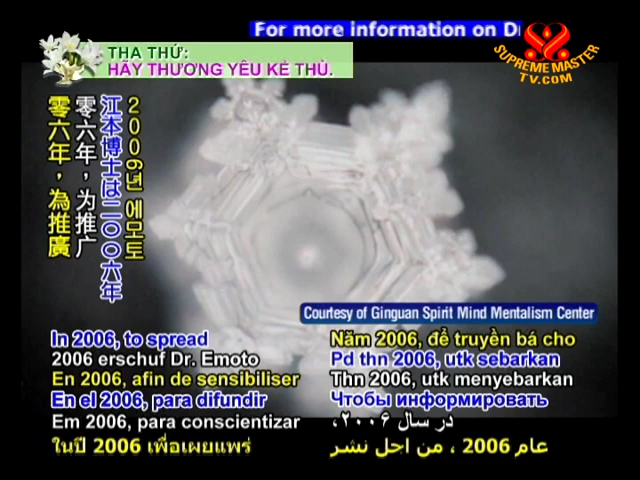 For more information on D
THA THỨ:
HÃY THƯƠNG YÊU KẺ THÙ.
SUPREME MASTER
TV.COM
零六年，為推廣
零六年，为推广
江本博士は二〇〇六年
2006년 에모토
Courtesy of Ginguan Spirit Mind Mentalism Center
In 2006, to spread
2006 erschuf Dr. Emoto
En 2006, afin de sensibiliser
En el 2006, para difundir
Em 2006, para conscientizar
ในปี 2006 เพื่อเผยแพร่
Năm 2006, để truyền bá cho
Pd thn 2006, utk sebarkan
Thn 2006, utk menyebarkan
Чтобы информировать
در سال ۲۰۰۶،
عام 2006 ، من اجل نشر